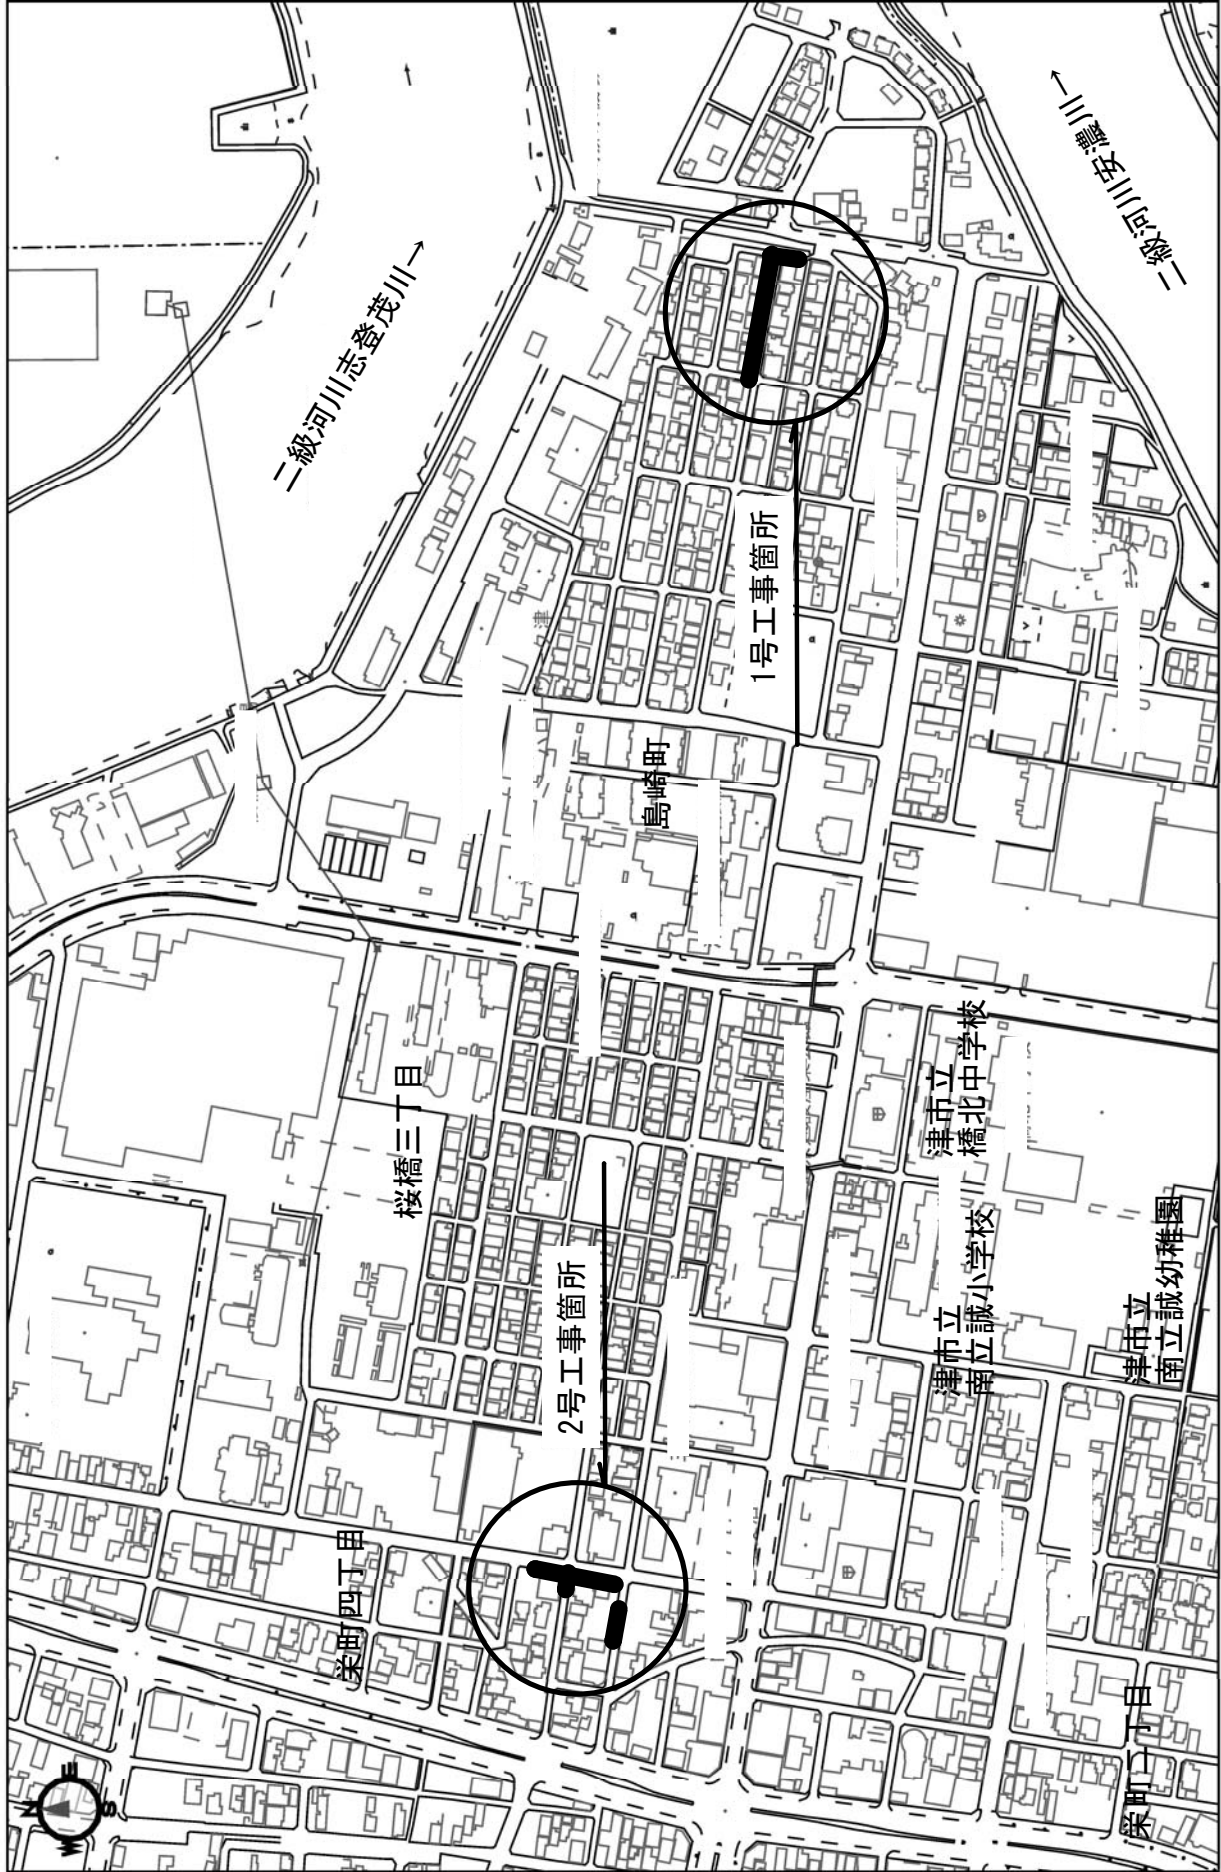 二級河川志登茂川→
二級河川安濃川→
1号工事箇所
島崎町
津
桜橋三丁目
2号工事箇所
津市立
橋北中学校
津市立
南立誠小学校
津市立
南立誠幼稚園
栄町四丁目
栄町二丁目
N
E
S
W